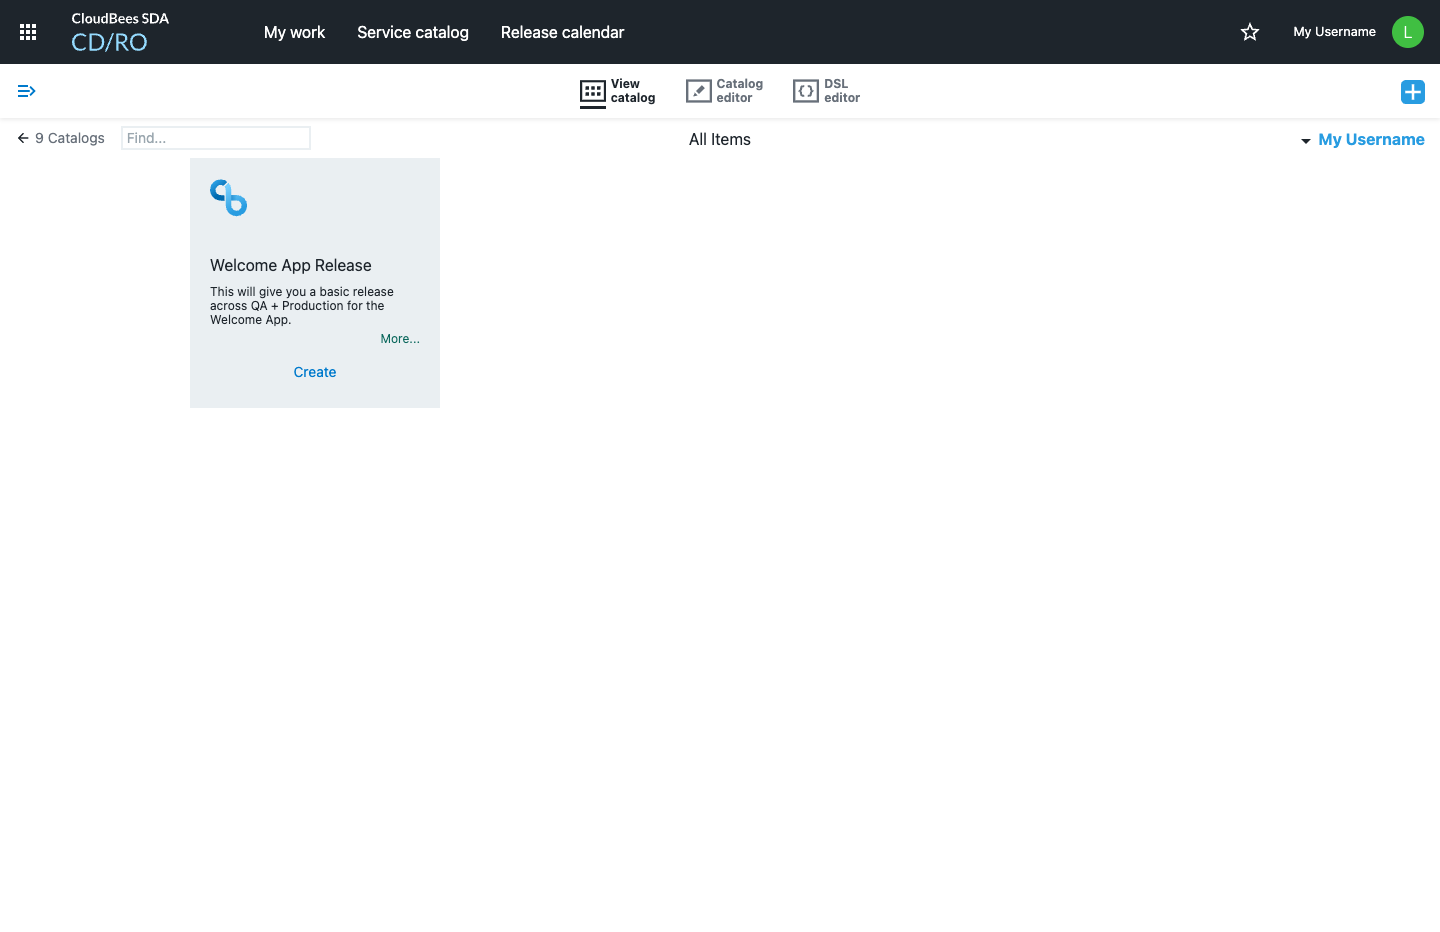 CloudBees SDA
CD/RO
My work
Service catalog
Release calendar
My Username
L
View
catalog
Catalog
editor
DSL
editor
9 Catalogs
Find...
All Items
My Username
Welcome App Release
This will give you a basic release
across QA + Production for the
Welcome App.
More...
Create